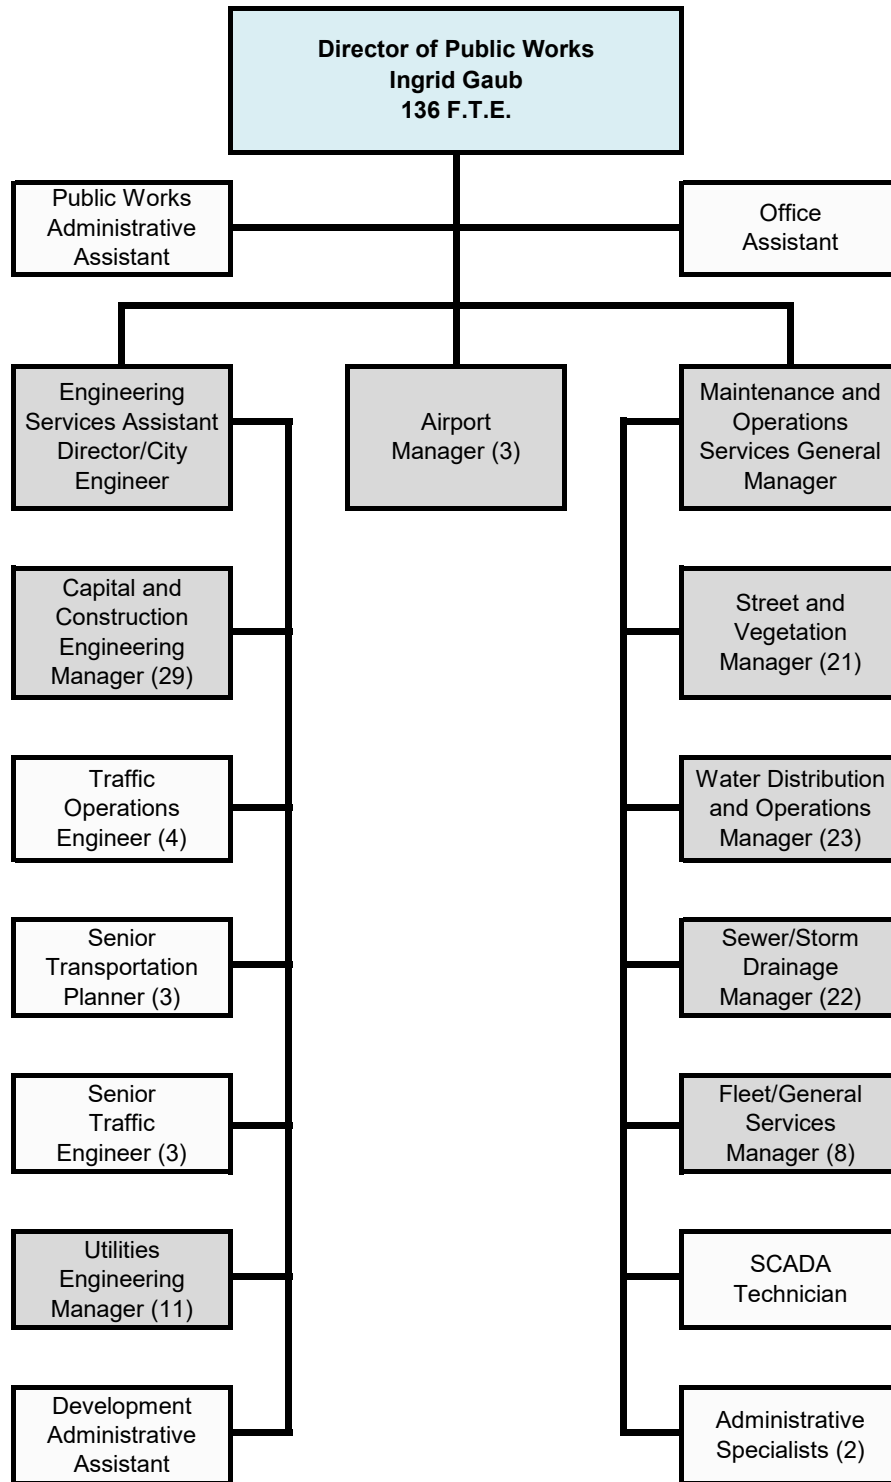 Director of Public Works
Ingrid Gaub
136 F.T.E.
Public Works
Administrative
Assistant
Office
Assistant
Engineering
Services Assistant
Director/City
Engineer
Airport
Manager (3)
Maintenance and
Operations
Services General
Manager
Capital and
Construction
Engineering
Manager (29)
Street and
Vegetation
Manager (21)
Traffic
Operations
Engineer (4)
Water Distribution
and Operations
Manager (23)
Senior
Transportation
Planner (3)
Sewer/Storm
Drainage
Manager (22)
Senior
Traffic
Engineer (3)
Fleet/General
Services
Manager (8)
Utilities
Engineering
Manager (11)
SCADA
Technician
Development
Administrative
Assistant
Administrative
Specialists (2)